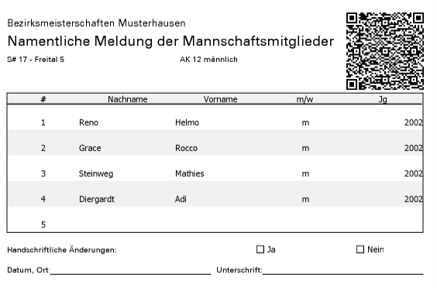 Bezirksmeisterschaften Musterhausen
Namentliche Meldung der Mannschaftsmitglieder
S# 17 - Freital 5 AK 12 männlich
# Nachname Vorname m/w Jg
1 Reno Helmo m 2002
2 Grace Rocco m 2002
3 Steinweg Mathies m 2002
4 Diergardt Adi m 2002
5
Handschriftliche Änderungen: Ja Nein
Datum, Ort: Unterschrift: